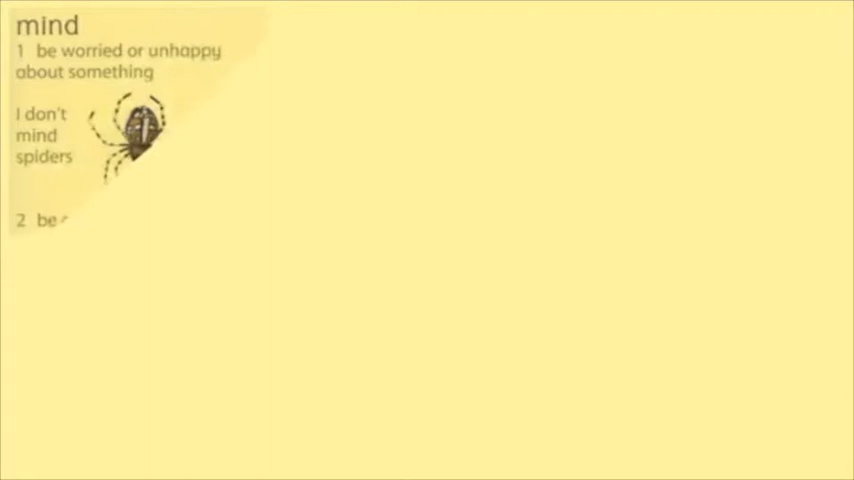 mind
1 be worried or unhappy
about something
I don't
mind
spiders
2 be